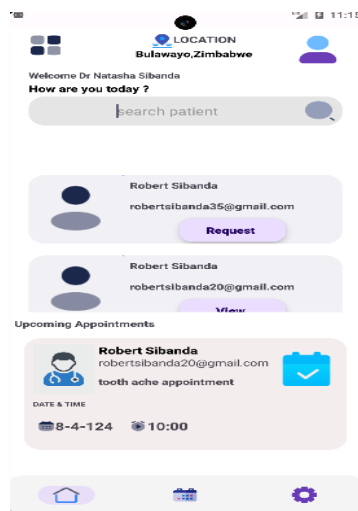 11:15
LOCATION
Bulawayo,Zimbabwe
Welcome Dr Natasha Sibanda
How are you today ?
search patient
Robert Sibanda
robertsibanda35@gmail.com
Request
Robert Sibanda
robertsibanda20@gmail.com
View
Upcoming Appointments
Robert Sibanda
robertsibanda20@gmail.com
tooth ache appointment
DATE & TIME
8-4-124 10:00